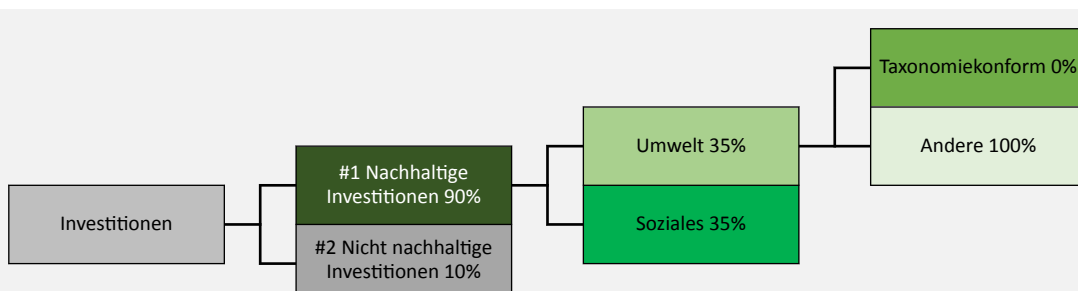 Investitionen
#1 Nachhaltige
Investitionen 90%
#2 Nicht nachhaltige
Investitionen 10%
Umwelt 35%
Soziales 35%
Taxonomiekonform 0%
Andere 100%